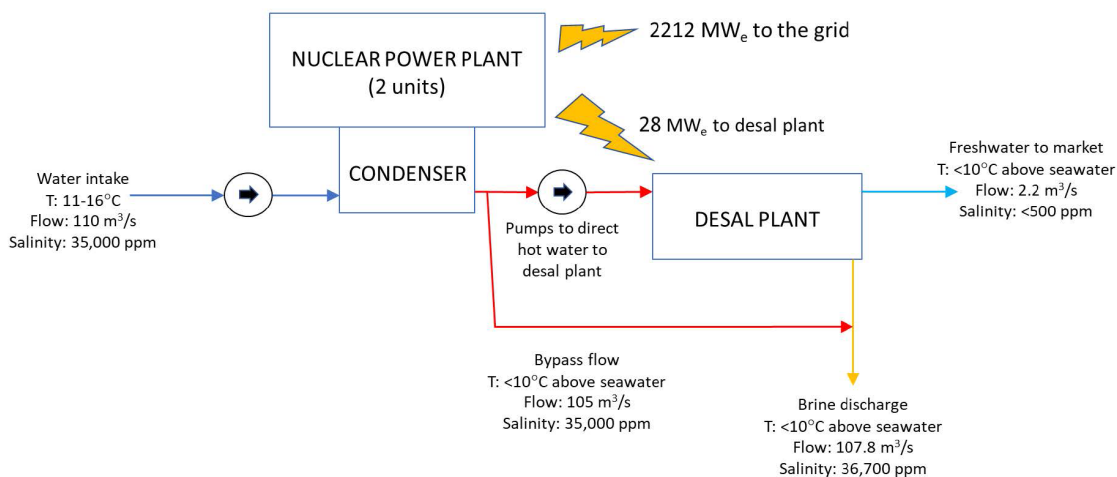 2212 MWe to the grid
NUCLEAR POWER PLANT
(2 units)
28 MWe to desal plant
CONDENSER
Water intake
T: 11-16°C
Flow: 110 m³/s
Salinity: 35,000 ppm
Pumps to direct
hot water to
desal plant
DESAL PLANT
Freshwater to market
T: <10°C above seawater
Flow: 2.2 m³/s
Salinity: <500 ppm
Bypass flow
T: <10°C above seawater
Flow: 105 m³/s
Salinity: 35,000 ppm
Brine discharge
T: <10°C above seawater
Flow: 107.8 m³/s
Salinity: 36,700 ppm